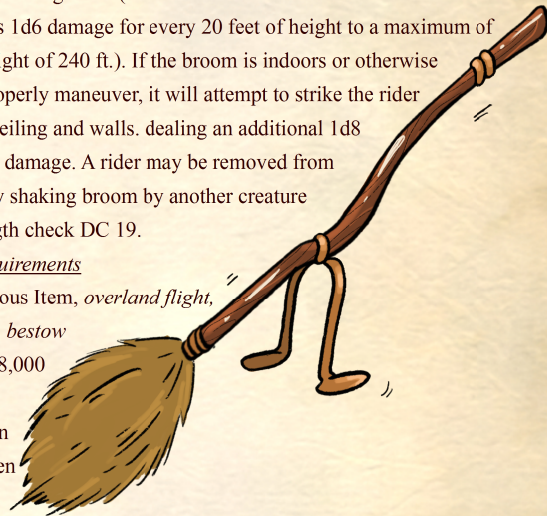 s 1d6 damage for every 20 feet of height to a maximum of
ght of 240 ft.). If the broom is indoors or otherwise
operly maneuver, it will attempt to strike the rider
eiling and walls. dealing an additional 1d8
damage. A rider may be removed from
y shaking broom by another creature
gth check DC 19.
uirements
ous Item, overland flight,
bestow
8,000
n
en